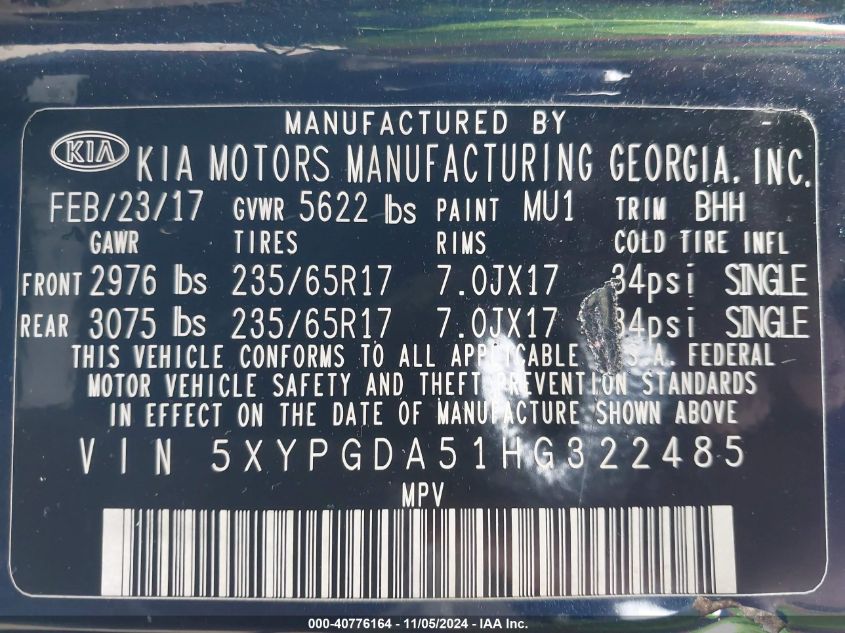 MANUFACTURED BY
KIA KIA MOTORS MANUFACTURING GEORGIA, INC.
FEB/23/17 GVWR 5622 lbs PAINT MU1 TRIM BHH
GAWR TIRES RIMS COLD TIRE INFL
FRONT 2976 lbs 235/65R17 7.0JX17 34psi SINGLE
REAR 3075 lbs 235/65R17 7.0JX17 34psi SINGLE
THIS VEHICLE CONFORMS TO ALL APPLICABLE U.S.A. FEDERAL
MOTOR VEHICLE SAFETY AND THEFT PREVENTION STANDARDS
IN EFFECT ON THE DATE OF MANUFACTURE SHOWN ABOVE
VIN 5XYPGDA51HG322485
MPV
000-40776164 - 11/05/2024 - IAA Inc.